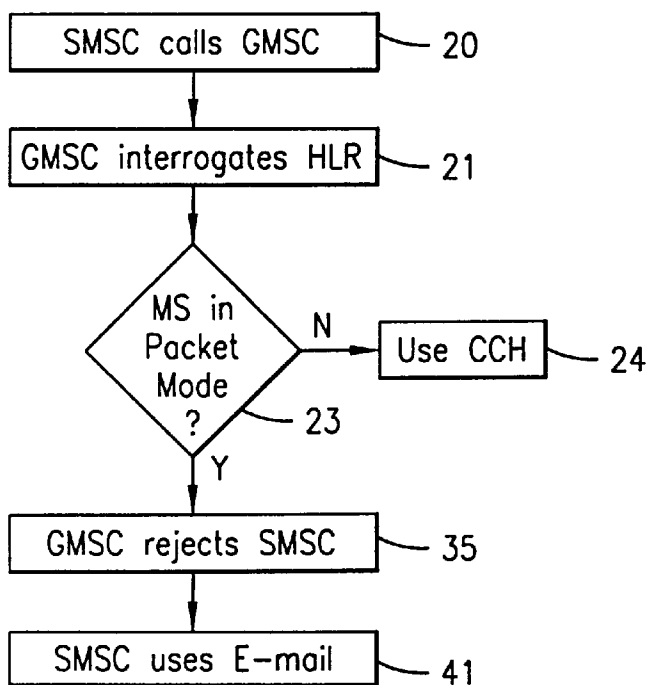 SMSC calls GMSC
20
GMSC interrogates HLR
21
MS in
Packet
Mode
?
N
Use CCH
24
23
Y
GMSC rejects SMSC
35
SMSC uses E-mail
41